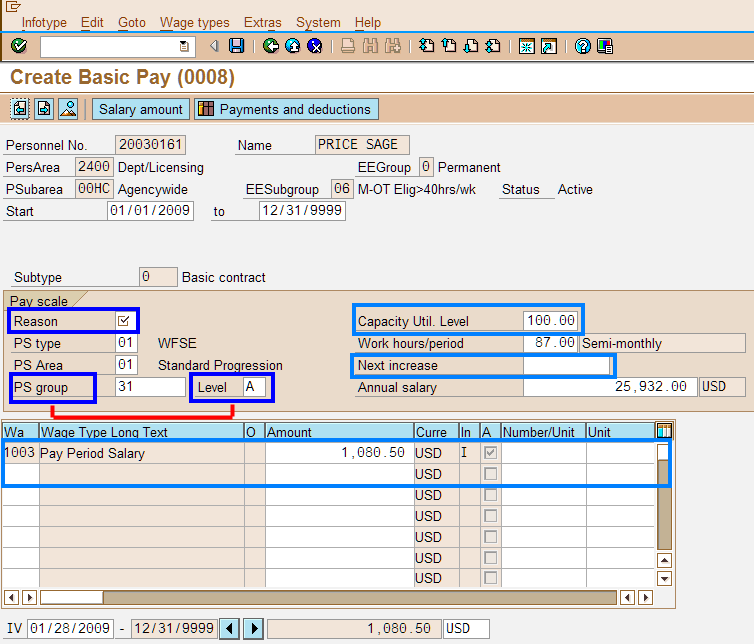 Infotype Edit Goto Wage types Extras System Help
Create Basic Pay (0008)
Salary amount Payments and deductions
Personnel No. 20030161 Name PRICE SAGE
PersArea 2400 Dept/Licensing EEGroup 0 Permanent
PSubarea 00HC Agencywide EESubgroup 06 M-OT Elig>40hrs/wk Status Active
Start 01/01/2009 to 12/31/9999
Subtype 0 Basic contract
Pay scale
Reason Capacity Util. Level 100.00
PS type 01 WFSE Work hours/period 87.00 Semi-monthly
PS Area 01 Standard Progression Next increase
PS group 31 Level A Annual salary 25,932.00 USD
Wa Wage Type Long Text O Amount Curre In A Number/Unit Unit
1003 Pay Period Salary 1,080.50 USD I
USD
USD
USD
USD
USD
USD
IV 01/28/2009 - 12/31/9999 1,080.50 USD